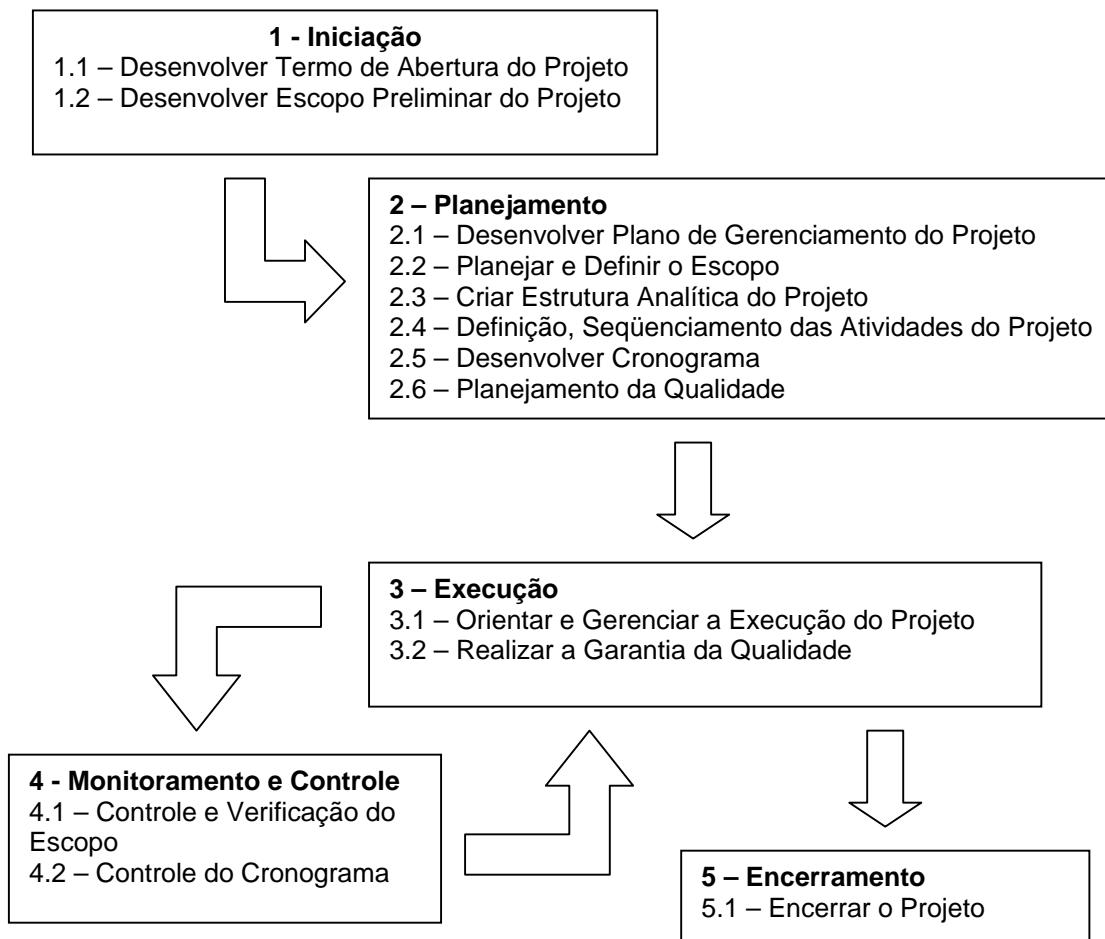 1 - Iniciação
1.1 – Desenvolver Termo de Abertura do Projeto
1.2 – Desenvolver Escopo Preliminar do Projeto
2 – Planejamento
2.1 – Desenvolver Plano de Gerenciamento do Projeto
2.2 – Planejar e Definir o Escopo
2.3 – Criar Estrutura Analítica do Projeto
2.4 – Definição, Seqüenciamento das Atividades do Projeto
2.5 – Desenvolver Cronograma
2.6 – Planejamento da Qualidade
3 – Execução
3.1 – Orientar e Gerenciar a Execução do Projeto
3.2 – Realizar a Garantia da Qualidade
4 - Monitoramento e Controle
4.1 – Controle e Verificação do
Escopo
4.2 – Controle do Cronograma
5 – Encerramento
5.1 – Encerrar o Projeto